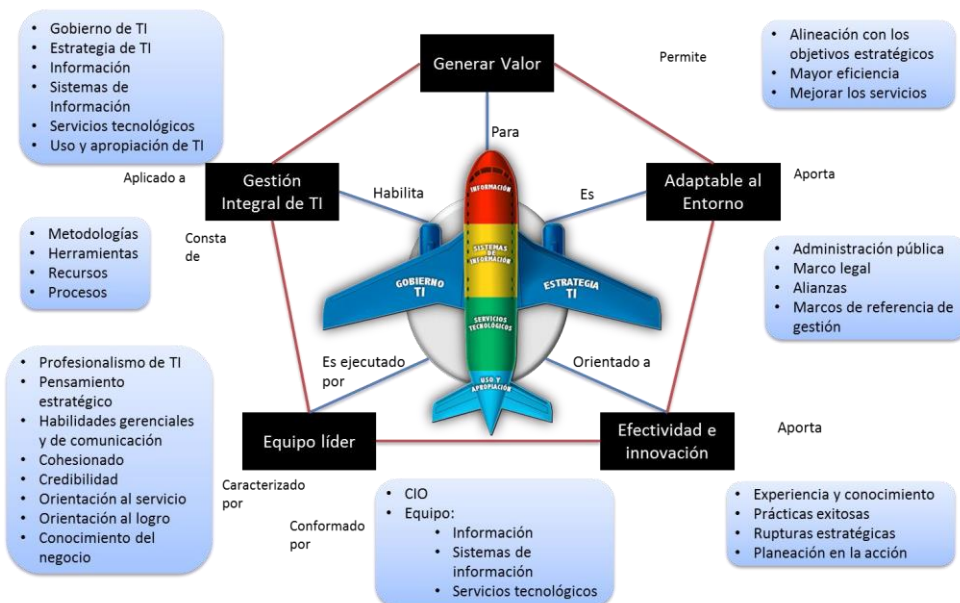 • Gobierno de TI
• Estrategia de TI
• Información
• Sistemas de
Información
• Servicios tecnológicos
• Uso y apropiación de TI
Generar Valor
Permite
• Alineación con los
objetivos estratégicos
• Mayor eficiencia
• Mejorar los servicios
Para
Aplicado a
Gestión
Integral de TI
Habilita
Es
Adaptable al
Entorno
Aporta
INFORMACIÓN
SISTEMAS
DE
INFORMACIÓN
GOBIERNO
TI
ESTRATEGIA
TI
SERVICIOS
TECNOLÓGICOS
USO Y
APROPIACIÓN
Consta
de
• Metodologías
• Herramientas
• Recursos
• Procesos
• Administración pública
• Marco legal
• Alianzas
• Marcos de referencia de
gestión
Es ejecutado
por
Orientado a
• Profesionalismo de TI
• Pensamiento
estratégico
• Habilidades gerenciales
y de comunicación
• Cohesionado
• Credibilidad
• Orientación al servicio
• Orientación al logro
• Conocimiento del
negocio
Equipo líder
Efectividad e
innovación
Aporta
Caracterizado
por
Conformado
por
• CIO
• Equipo:
• Información
• Sistemas de
información
• Servicios tecnológicos
• Experiencia y conocimiento
• Prácticas exitosas
• Rupturas estratégicas
• Planeación en la acción